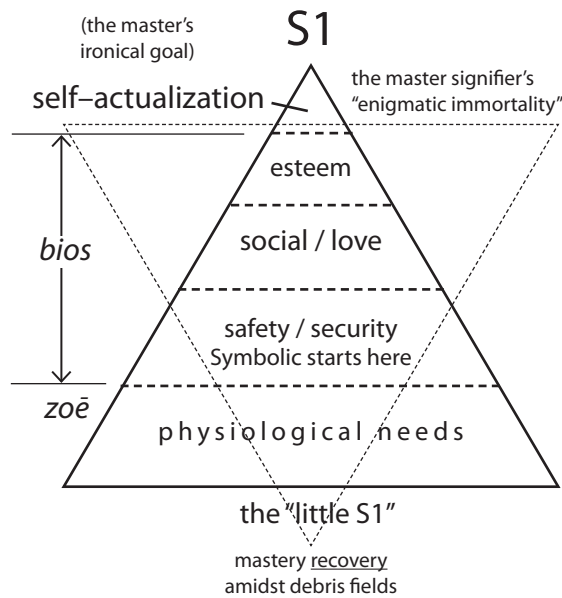 (the master’s
ironical goal)
S1
self–actualization
the master signifier’s
“enigmatic immortality”
esteem
bios
social / love
safety / security
Symbolic starts here
zoē
physiological needs
the “little S1”
mastery recovery
amidst debris fields